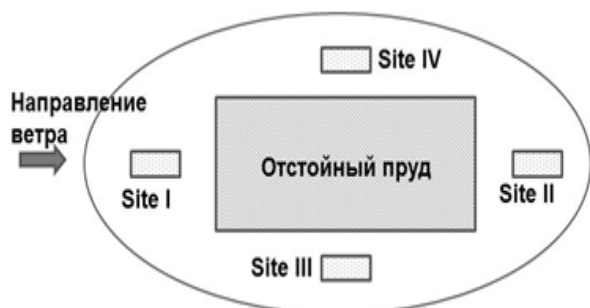 Site IV
Направление
ветра
Отстойный пруд
Site I
Site II
Site III